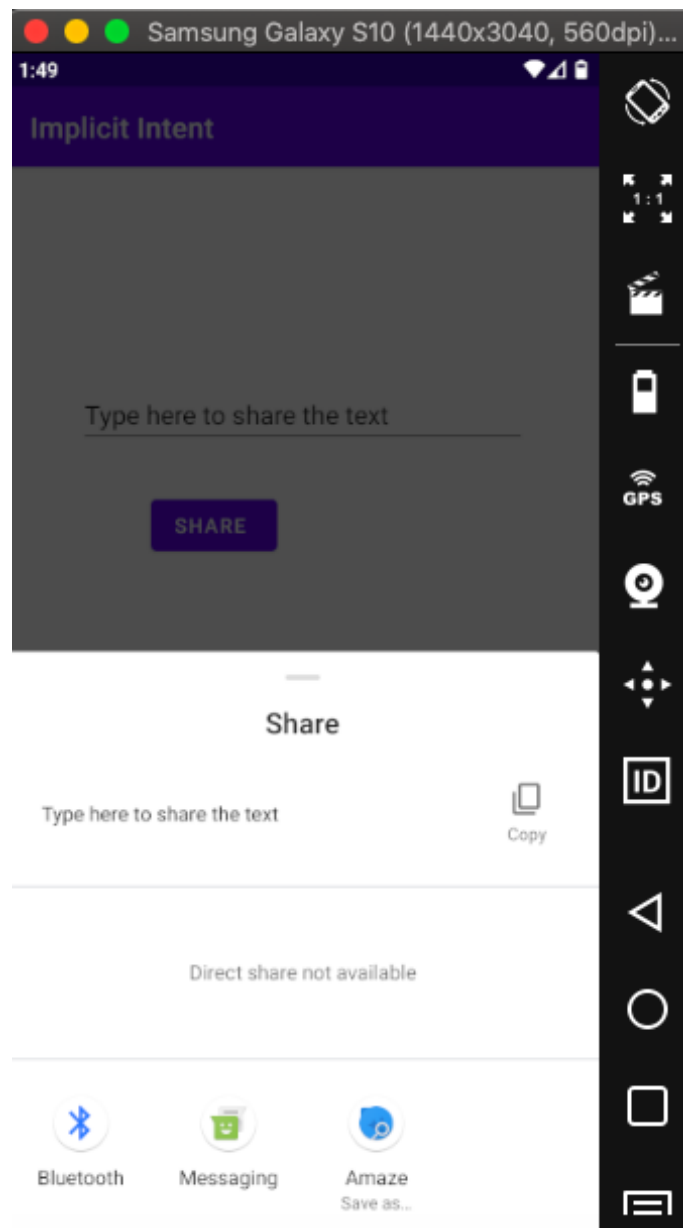 Samsung Galaxy S10 (1440x3040, 560dpi)...
1:49
Implicit Intent
1:1
Type here to share the text
GPS
SHARE
Share
ID
Type here to share the text
Copy
Direct share not available
Bluetooth Messaging Amaze
Save as...